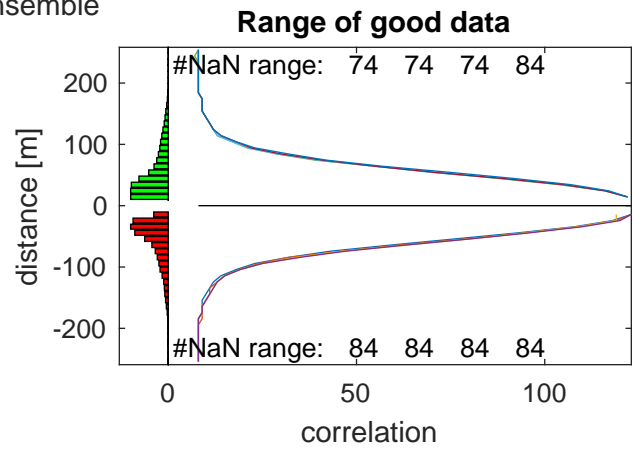 Range of good data
#NaN range: 74 74 74 84
200
100
0
-100
-200
distance [m]
#NaN range: 84 84 84 84
0 50 100
correlation